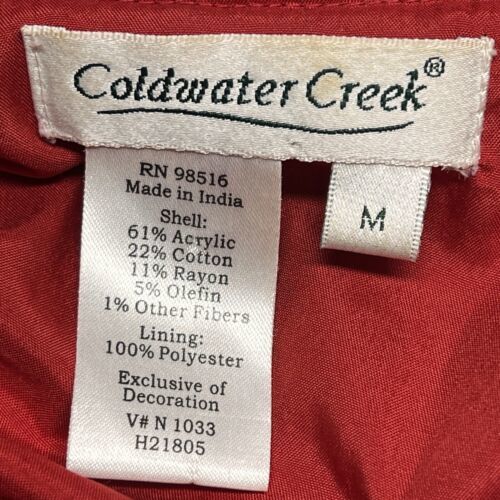 Coldwater Creek®
M
RN 98516
Made in India
Shell:
61% Acrylic
22% Cotton
11% Rayon
5% Olefin
1% Other Fibers
Lining:
100% Polyester
Exclusive of
Decoration
V# N 1033
H21805